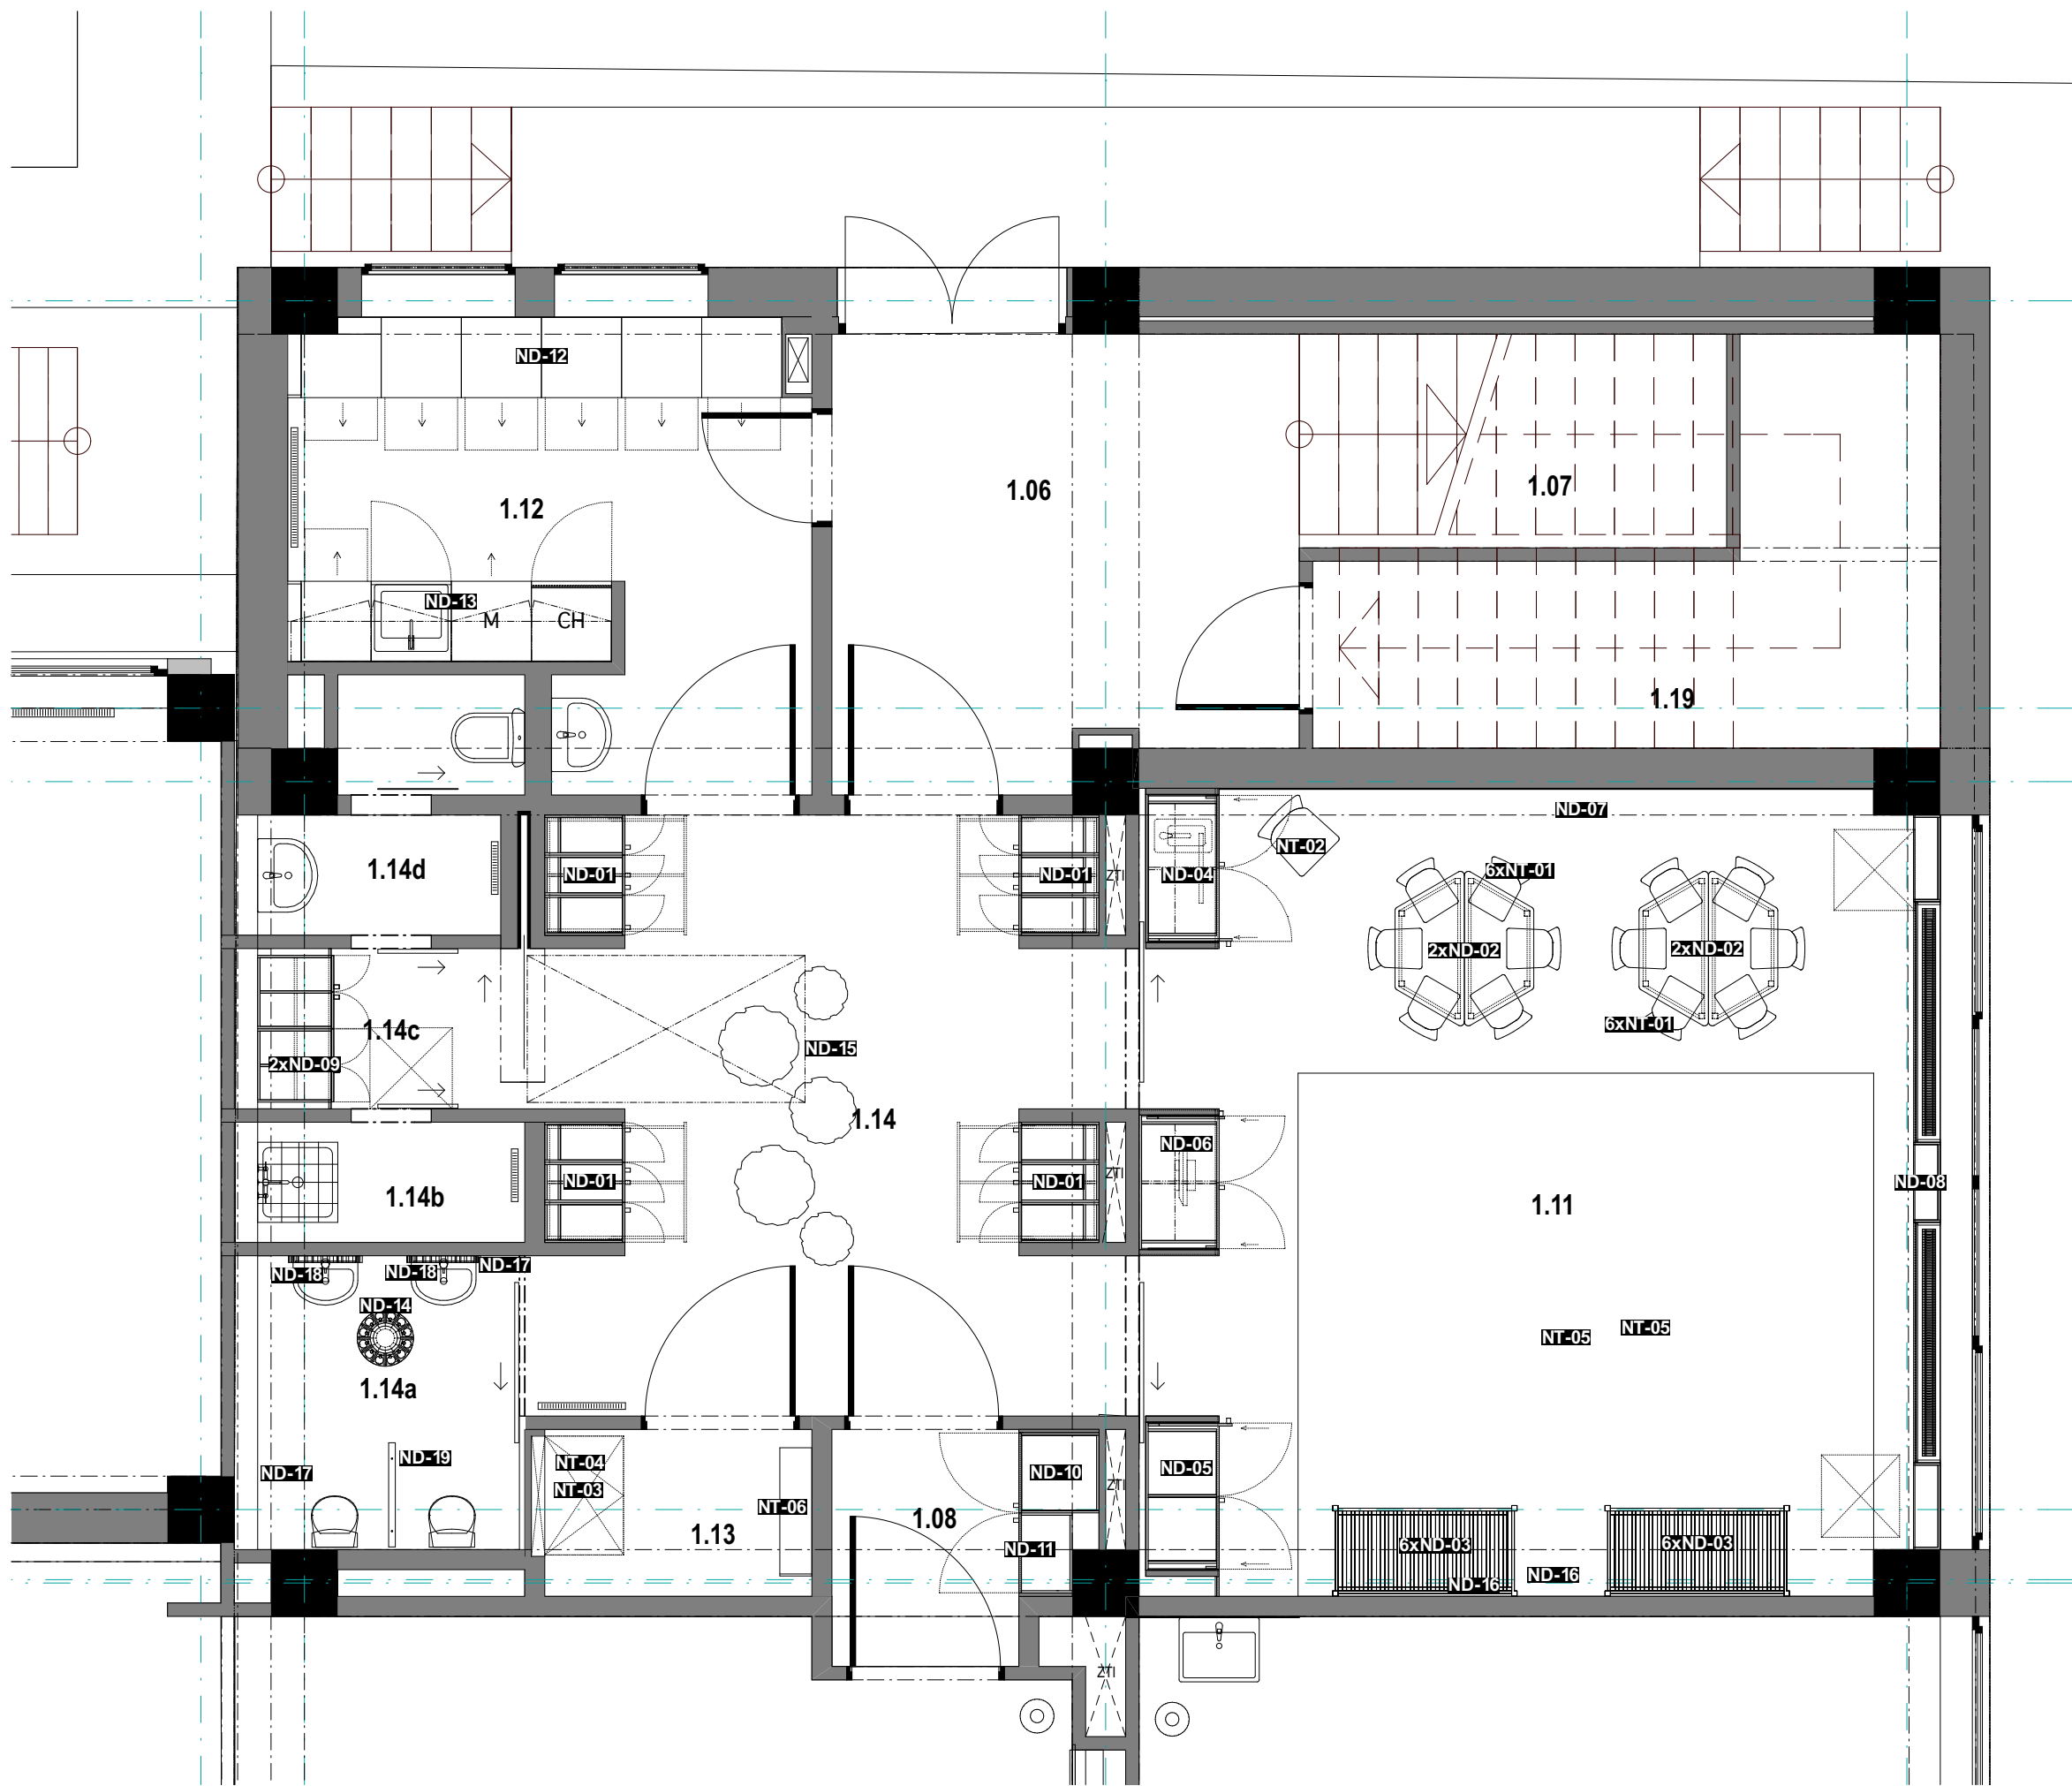 ND-12
1.06
1.07
1.12
ND-13
M
CH
1.19
ND-07
NT-02
1.14d
ND-01
ND-01
ZTI
ND-04
6xNT-01
2xND-02
2xND-02
1.14c
6xNT-01
ND-15
2xND-09
1.14
ND-06
1.14b
ND-01
ND-01
ZTI
ND-08
1.11
ND-18
ND-18
ND-17
ND-14
NT-05
NT-05
1.14a
ND-17
ND-19
NT-04
NT-03
NT-06
ND-10
ZTI
ND-05
1.13
1.08
ND-11
6xND-03
6xND-03
ND-16
ND-16
ZTI